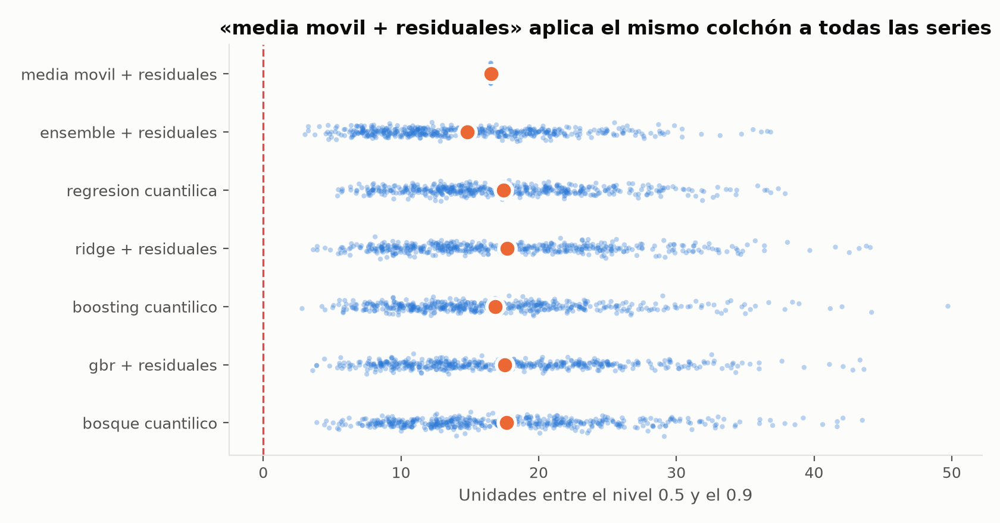 «media movil + residuales» aplica el mismo colchón a todas las series
media movil + residuales
ensemble + residuales
regresion cuantilica
ridge + residuales
boosting cuantilico
gbr + residuales
bosque cuantilico
0 10 20 30 40 50
Unidades entre el nivel 0.5 y el 0.9